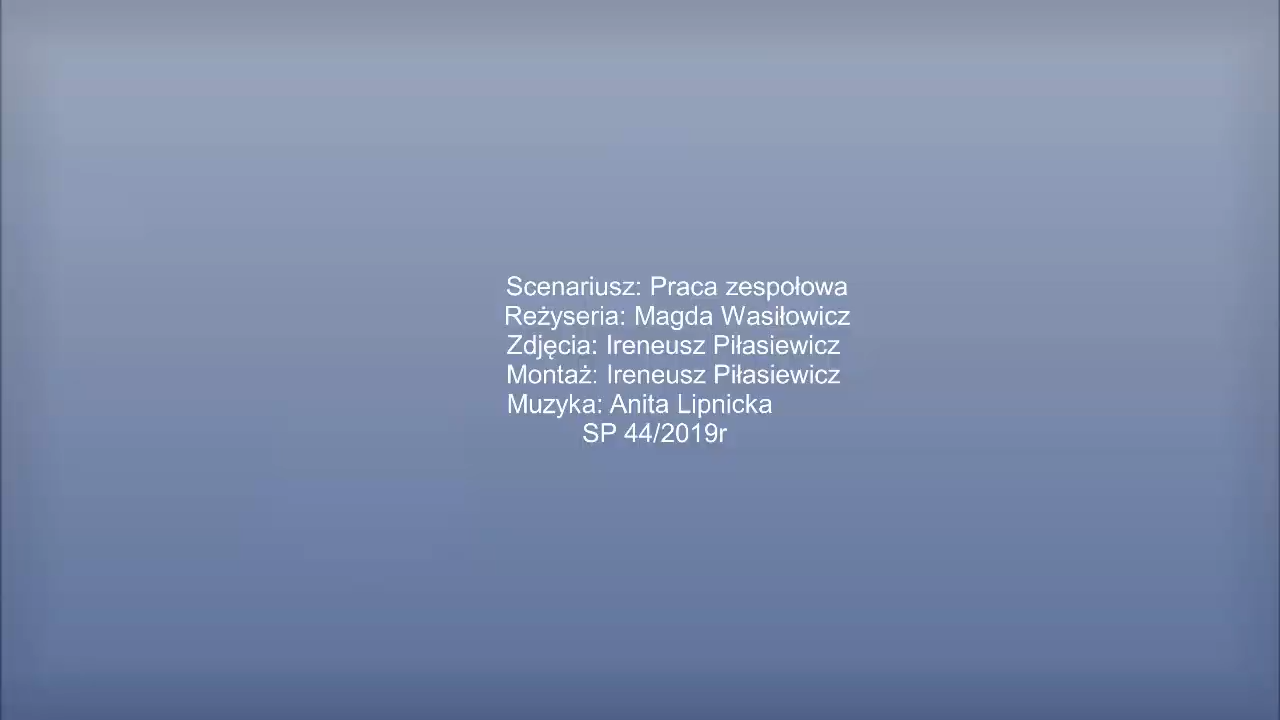 Scenariusz: Praca zespołowa
Reżyseria: Magda Wasiłowicz
Zdjęcia: Ireneusz Piłasiewicz
Montaż: Ireneusz Piłasiewicz
Muzyka: Anita Lipnicka
SP 44/2019r